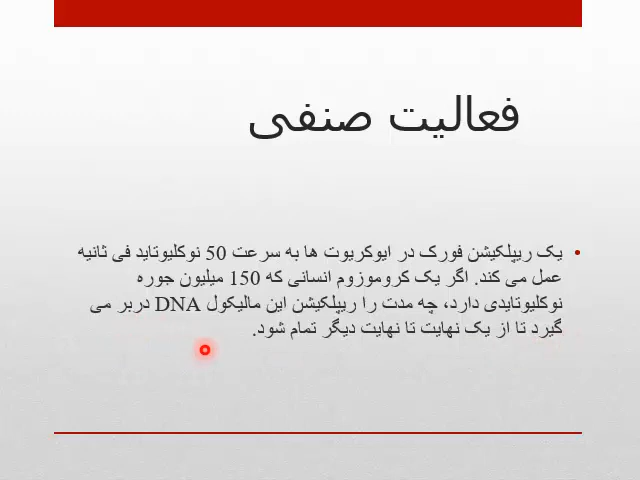 فعالیت صنفی
• یک ریپلکیشن فورک در ایوکریوت ها به سرعت 50 نوکلیوتاید فی ثانیه
عمل می کند. اگر یک کروموزوم انسانی که 150 میلیون جوره
نوکلیوتایدی دارد، چه مدت را ریپلکیشن این مالیکول DNA دربر می
گیرد تا از یک نهایت تا نهایت دیگر تمام شود.